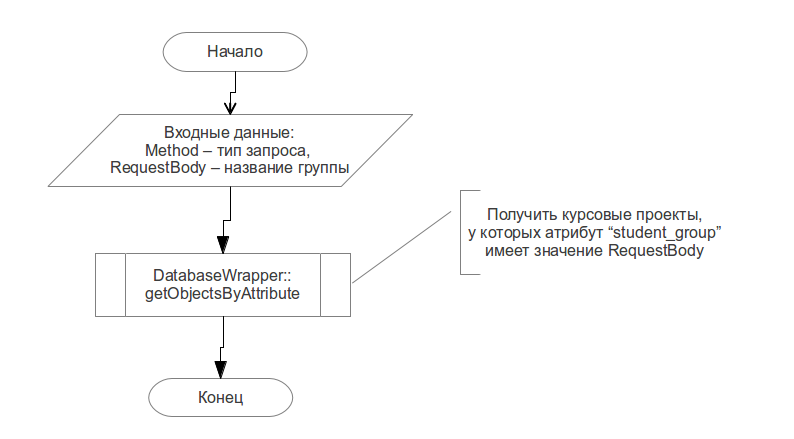 Начало
Входные данные:
Method – тип запроса,
RequestBody – название группы
Получить курсовые проекты,
у которых атрибут “student_group”
имеет значение RequestBody
DatabaseWrapper::
getObjectsByAttribute
Конец